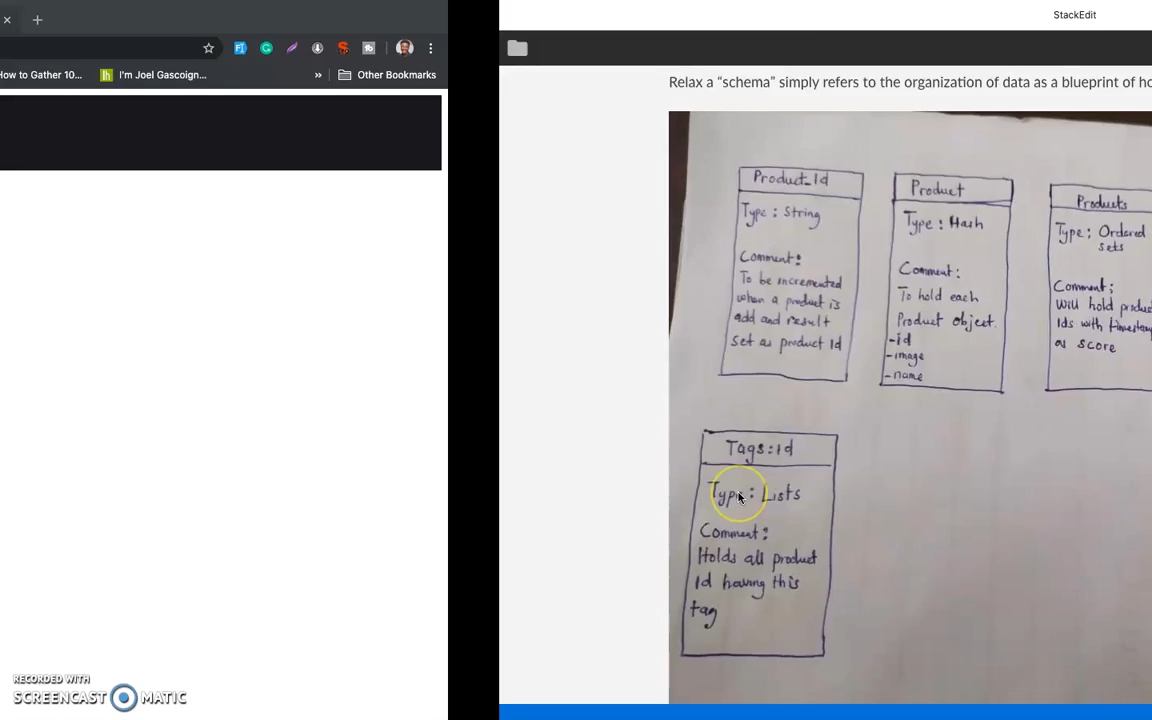 StackEdit
How to Gather 10...
I'm Joel Gascoign...
»
Other Bookmarks
Relax a “schema” simply refers to the organization of data as a blueprint of
Product_Id
Type : String
Comment:
To be incremented
when a product is
add and result
set as product Id
Product
Type : Hash
Comment:
To hold each
Product object.
-id
-image
-name
Products
Type: Ordered
sets
Comment;
Will hold
Ids with
as score
Tags:id
Type: Lists
Comment:
Holds all product
Id having this
tag
RECORDED WITH
SCREENCAST MATIC